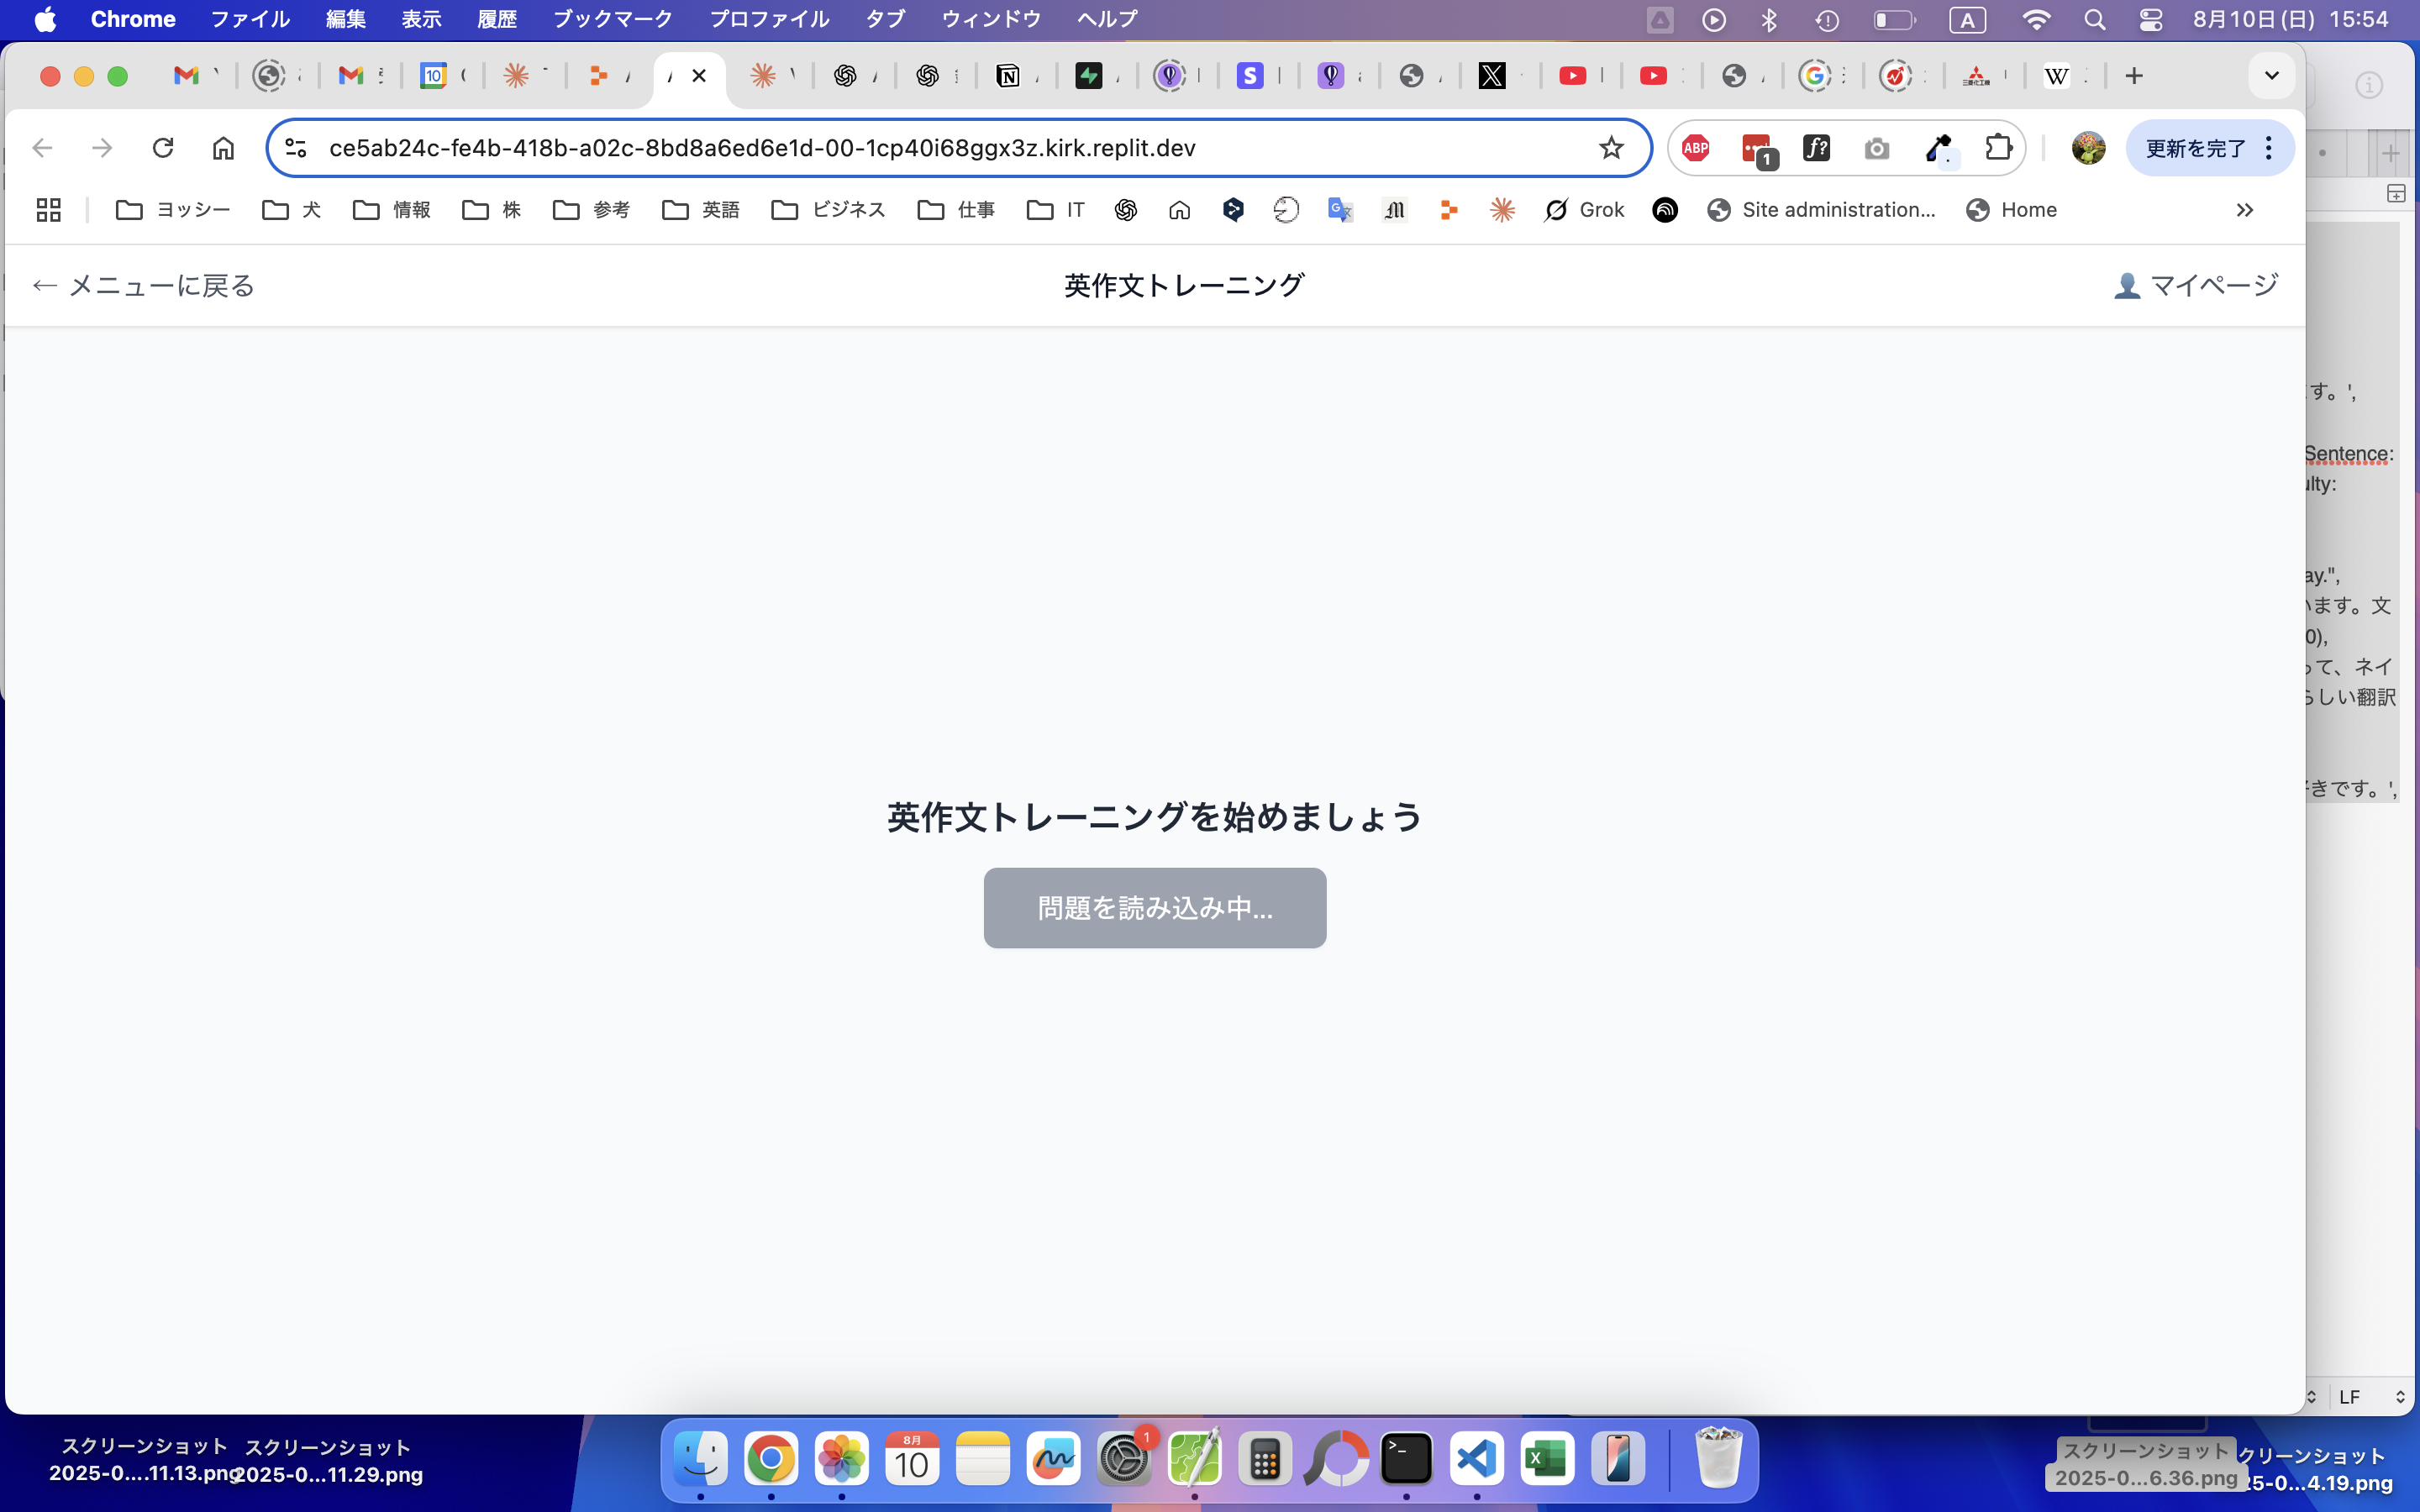 Chrome ファイル 編集 表示 履歴 ブックマーク プロファイル タブ ウィンドウ ヘルプ A 8月10日(日) 15:54
10 N S X W
ce5ab24c-fe4b-418b-a02c-8bd8a6ed6e1d-00-1cp40i68ggx3z.kirk.replit.dev ABP 1 f? 更新を完了
ヨッシー 犬 情報 株 参考 英語 ビジネス 仕事 IT Grok Site administration... Home
← メニューに戻る 英作文トレーニング マイページ
す。',
Sentence:
ulty:
ay.",
います。文
0),
って、ネイ
らしい翻訳
好きです。',
英作文トレーニングを始めましょう
問題を読み込み中...
LF
スクリーンショット
2025-0....11.13.png
スクリーンショット
2025-0...11.29.png
8月
10
1
スクリーンショット
2025-0...6.36.png
クリーンショット
25-0...4.19.png